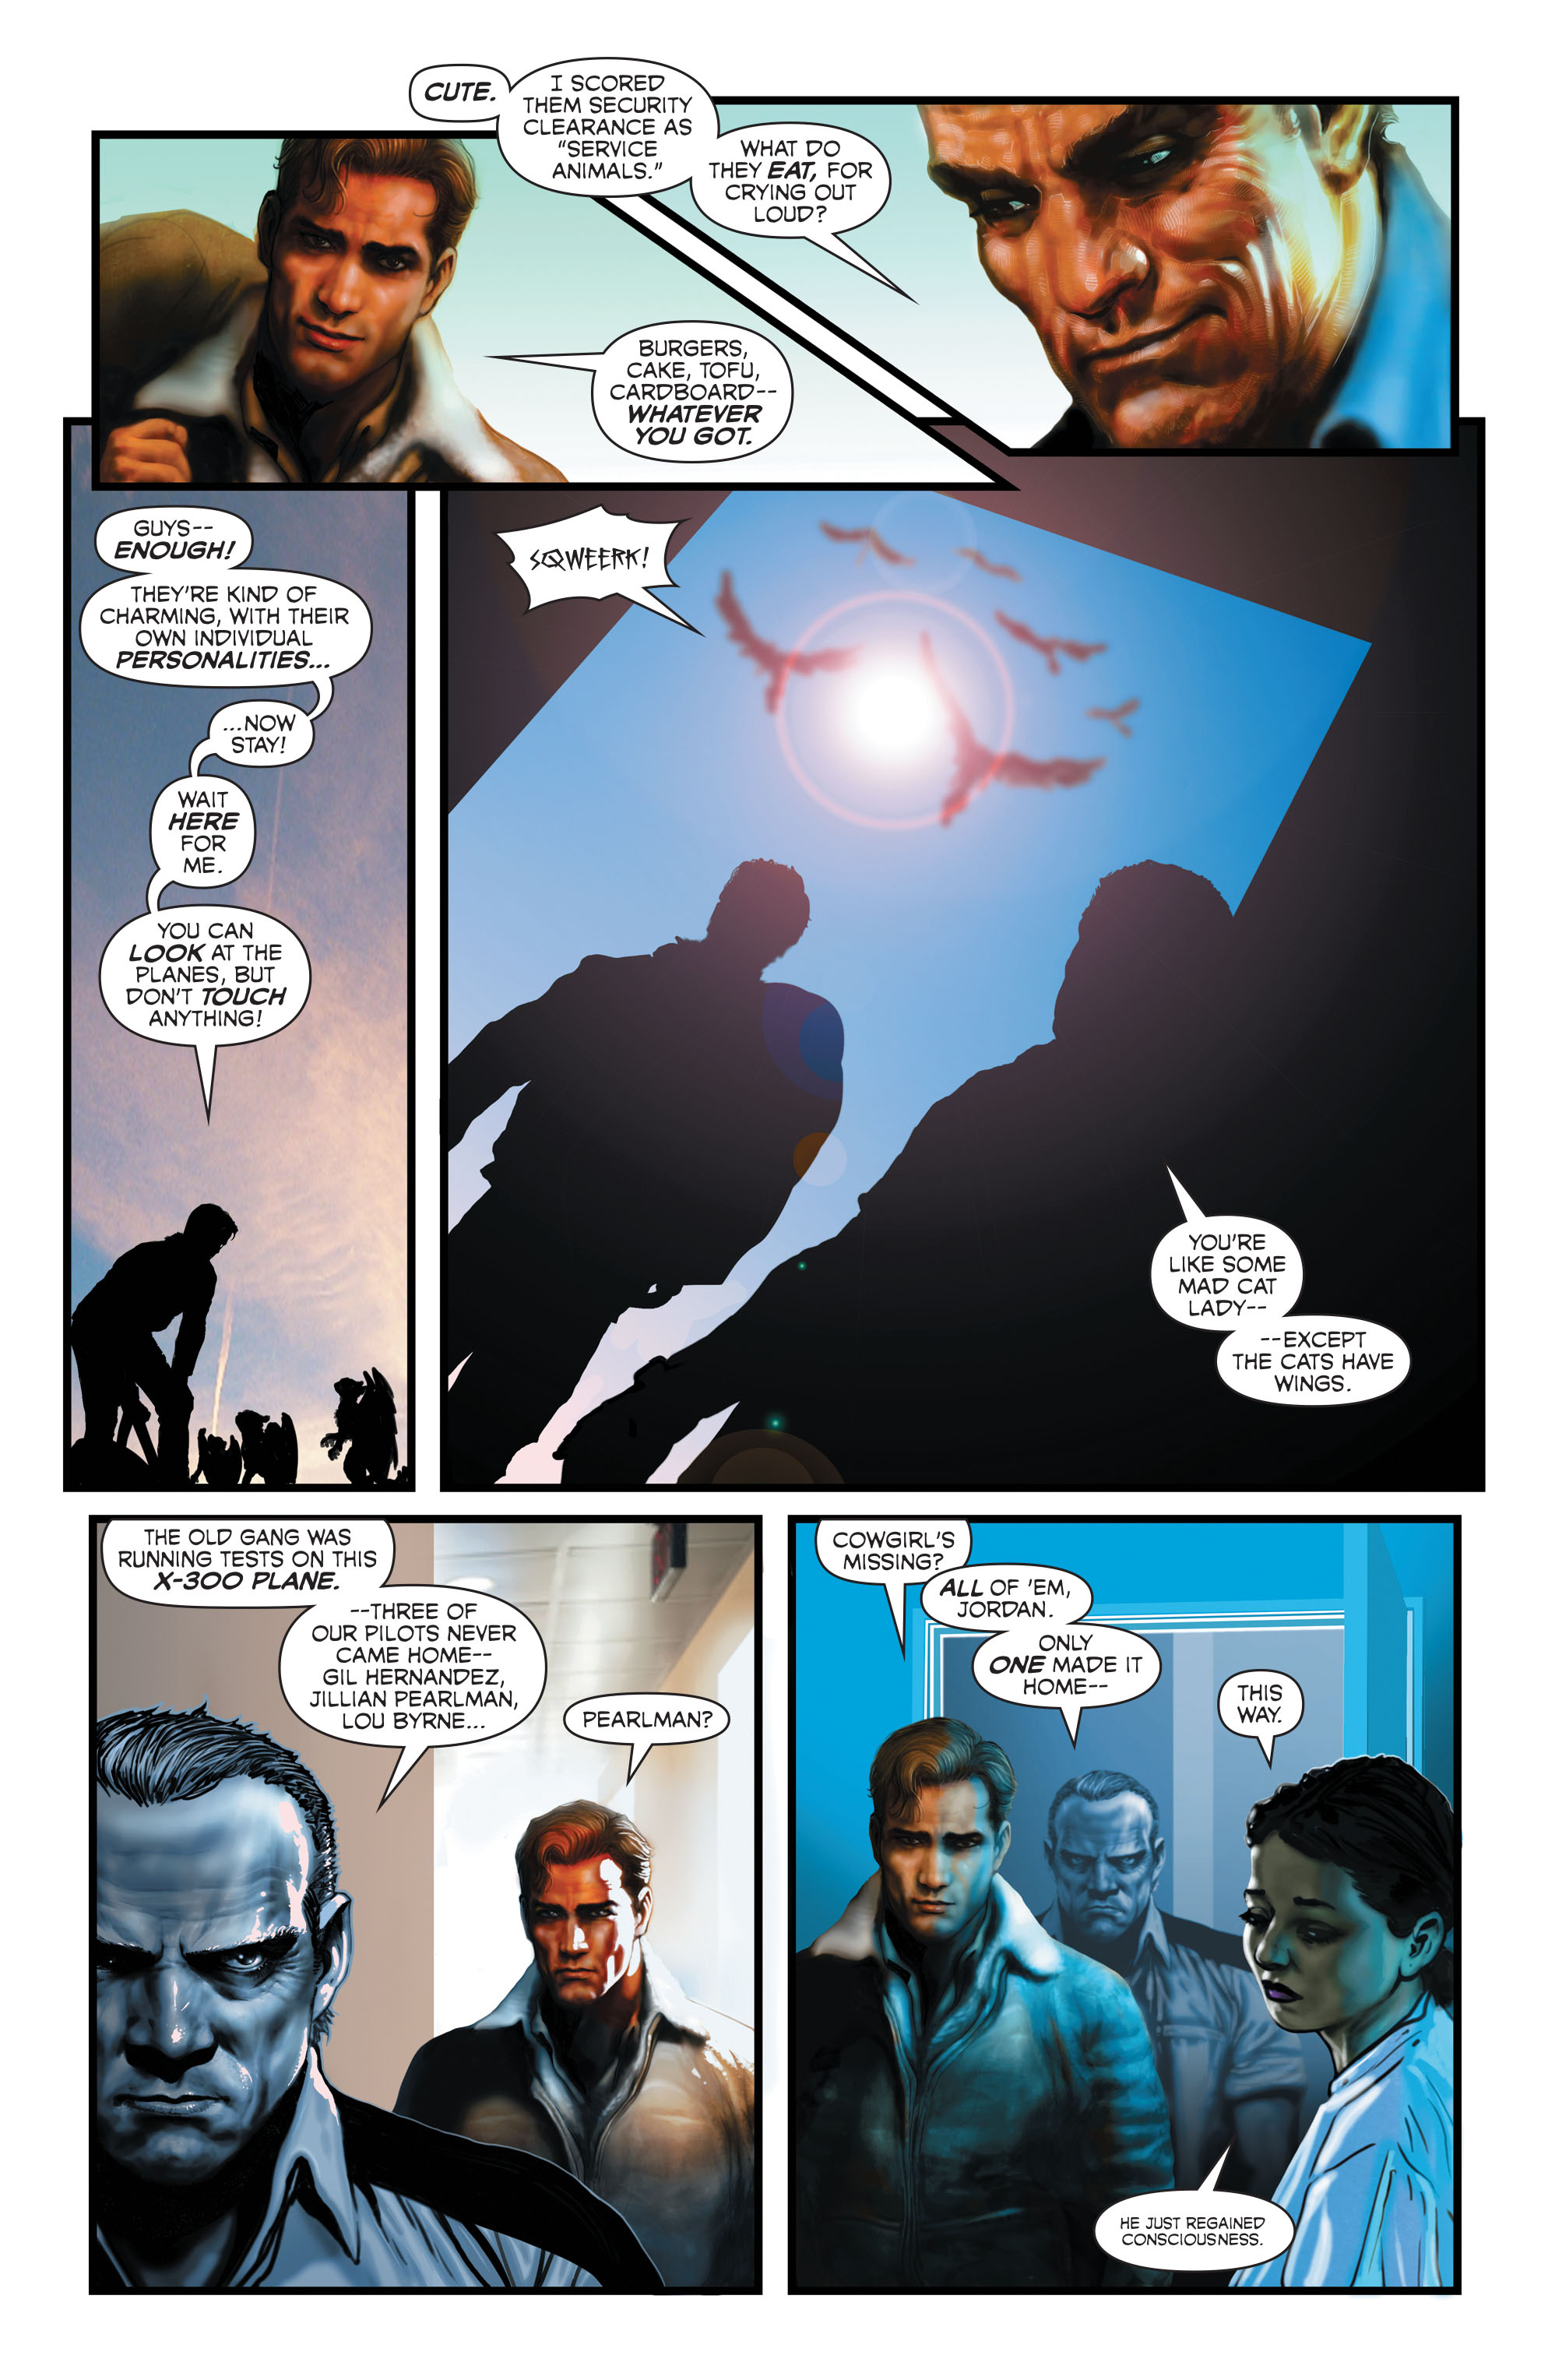 CUTE.
I SCORED
THEM SECURITY
CLEARANCE AS
"SERVICE
ANIMALS."
WHAT DO
THEY EAT, FOR
CRYING OUT
LOUD?
BURGERS,
CAKE, TOFU,
CARDBOARD--
WHATEVER
YOU GOT.
GUYS--
ENOUGH!
THEY'RE KIND OF
CHARMING, WITH THEIR
OWN INDIVIDUAL
PERSONALITIES...
...NOW
STAY!
WAIT
HERE
FOR
ME.
YOU CAN
LOOK AT THE
PLANES, BUT
DON'T TOUCH
ANYTHING!
SQWEERK!
YOU'RE
LIKE SOME
MAD CAT
LADY--
--EXCEPT
THE CATS HAVE
WINGS.
THE OLD GANG WAS
RUNNING TESTS ON THIS
X-300 PLANE.
--THREE OF
OUR PILOTS NEVER
CAME HOME--
GIL HERNANDEZ,
JILLIAN PEARLMAN,
LOU BYRNE...
PEARLMAN?
COWGIRL'S
MISSING?
ALL OF 'EM,
JORDAN.
ONLY
ONE MADE IT
HOME--
THIS
WAY.
HE JUST REGAINED
CONSCIOUSNESS.